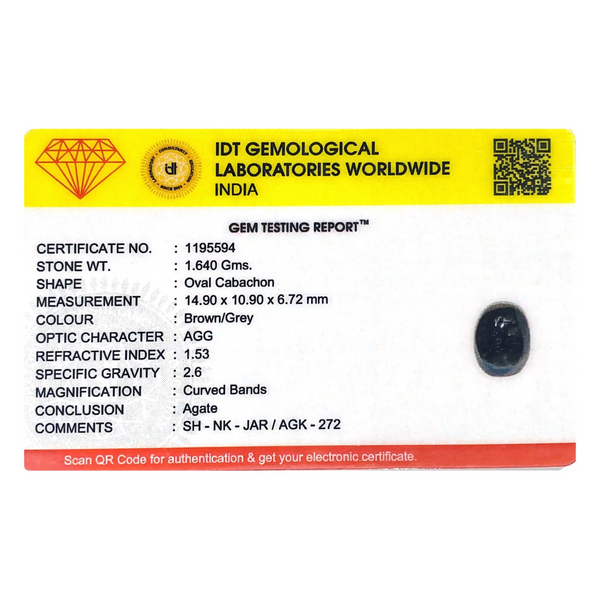 idt
IDT GEMOLOGICAL
LABORATORIES WORLDWIDE
INDIA
GEM TESTING REPORT™
CERTIFICATE NO. : 1195594
STONE WT. : 1.640 Gms.
SHAPE : Oval Cabachon
MEASUREMENT : 14.90 x 10.90 x 6.72 mm
COLOUR : Brown/Grey
OPTIC CHARACTER : AGG
REFRACTIVE INDEX : 1.53
SPECIFIC GRAVITY : 2.6
MAGNIFICATION : Curved Bands
CONCLUSION : Agate
COMMENTS : SH - NK - JAR / AGK - 272
Scan QR Code for authentication & get your electronic certificate.